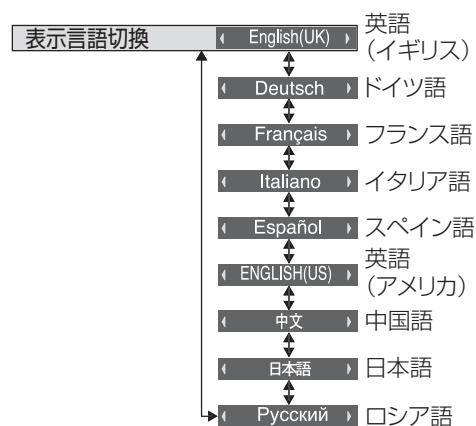 表示言語切換 English(UK) 英語
(イギリス)
Deutsch ドイツ語
Français フランス語
Italiano イタリア語
Español スペイン語
ENGLISH(US) 英語
(アメリカ)
中文 中国語
日本語 日本語
Русский ロシア語